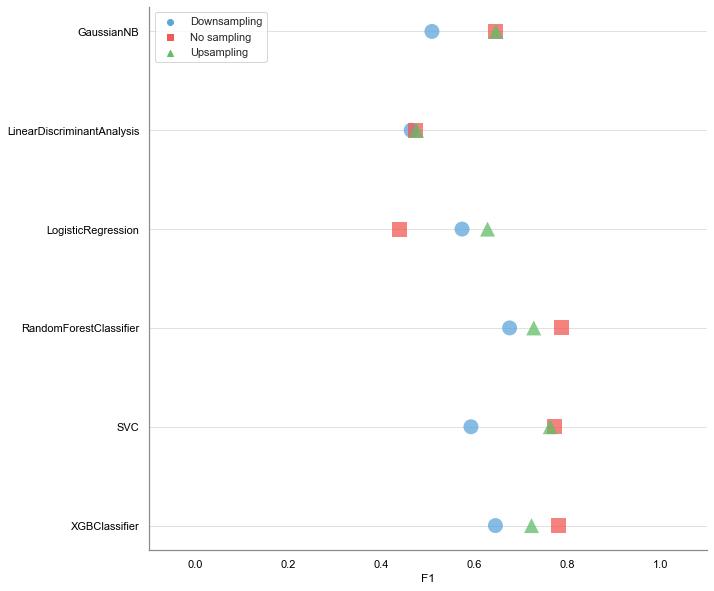 Downsampling
No sampling
Upsampling
GaussianNB
LinearDiscriminantAnalysis
LogisticRegression
RandomForestClassifier
SVC
XGBClassifier
0.0 0.2 0.4 0.6 0.8 1.0
F1